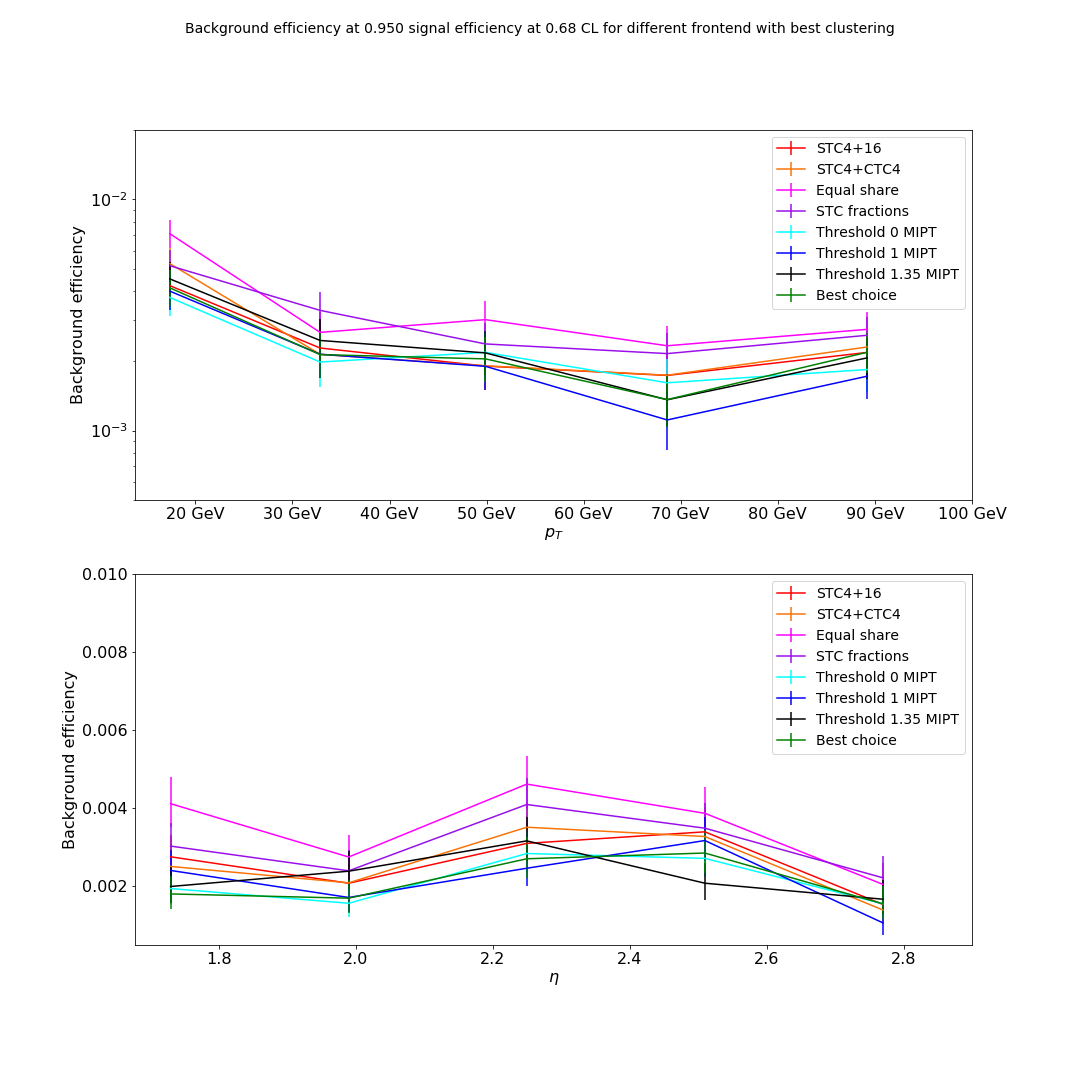 Background efficiency at 0.950 signal efficiency at 0.68 CL for different frontend with best clustering
Background efficiency
10⁻²
10⁻³
STC4+16
STC4+CTC4
Equal share
STC fractions
Threshold 0 MIPT
Threshold 1 MIPT
Threshold 1.35 MIPT
Best choice
20 GeV 30 GeV 40 GeV 50 GeV 60 GeV 70 GeV 80 GeV 90 GeV 100 GeV
p_T
Background efficiency
0.010
0.008
0.006
0.004
0.002
STC4+16
STC4+CTC4
Equal share
STC fractions
Threshold 0 MIPT
Threshold 1 MIPT
Threshold 1.35 MIPT
Best choice
1.8 2.0 2.2 2.4 2.6 2.8
η